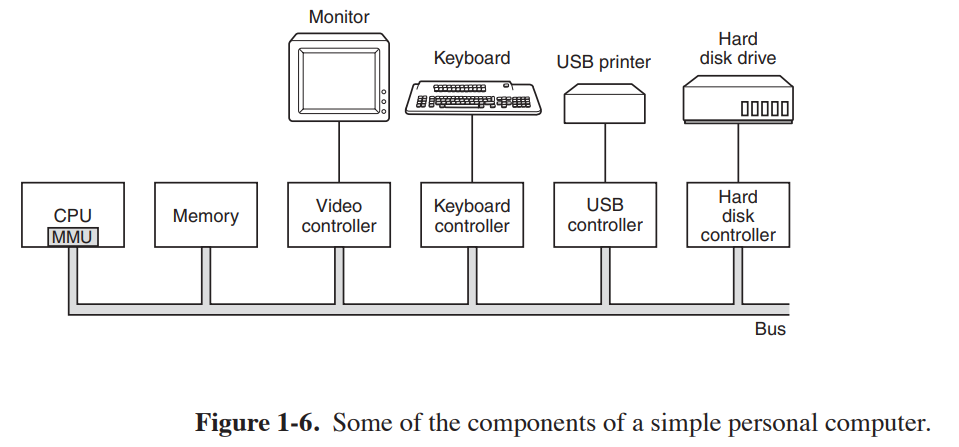 Monitor
Keyboard
USB printer
Hard
disk drive
CPU
MMU
Memory
Video
controller
Keyboard
controller
USB
controller
Hard
disk
controller
Bus
Figure 1-6. Some of the components of a simple personal computer.